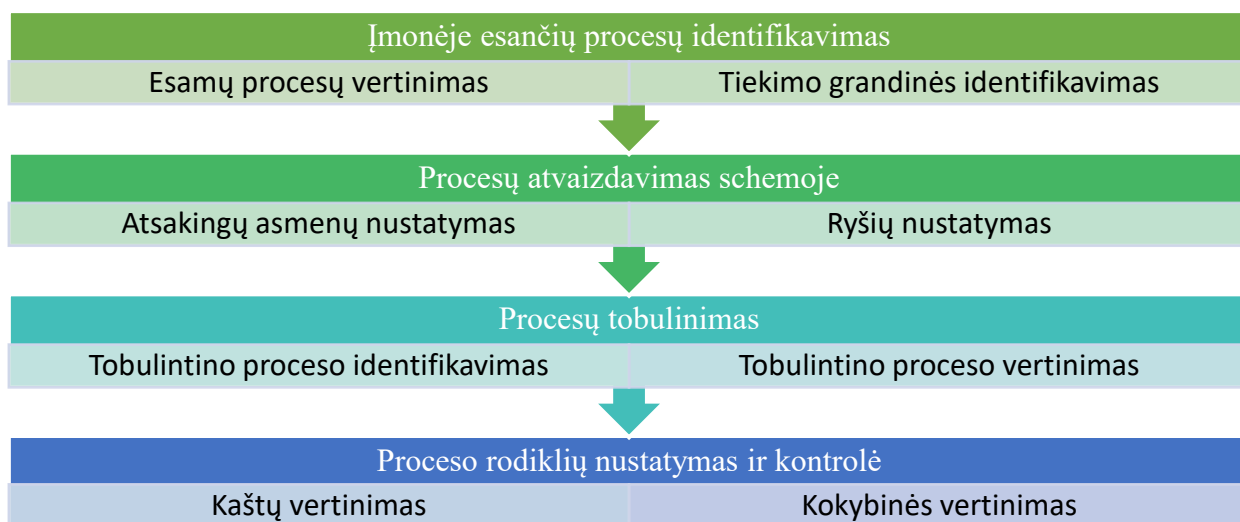 Įmonėje esančių procesų identifikavimas
Esamų procesų vertinimas
Tiekimo grandinės identifikavimas
Procesų atvaizdavimas schemoje
Atsakingų asmenų nustatymas
Ryšių nustatymas
Procesų tobulinimas
Tobulintino proceso identifikavimas
Tobulintino proceso vertinimas
Proceso rodiklių nustatymas ir kontrolė
Kaštų vertinimas
Kokybinės vertinimas